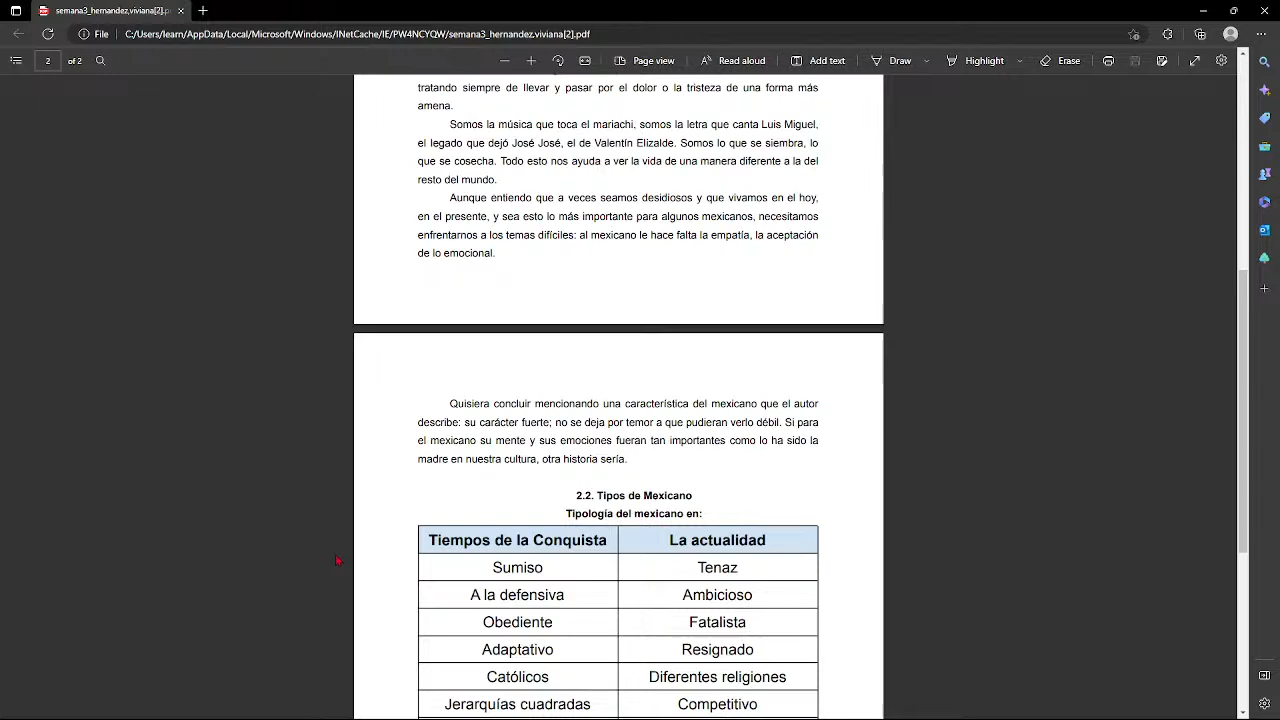 semana3_hernandez.viviana[2].p
File
C:/Users/learn/AppData/Local/Microsoft/Windows/INetCache/IE/PW4NCYQW/semana3_hernandez.viviana[2].pdf
2 of 2
Page view
Read aloud
Add text
Draw
Highlight
Erase
tratando siempre de llevar y pasar por el dolor o la tristeza de una forma más
amena.
Somos la música que toca el mariachi, somos la letra que canta Luis Miguel,
el legado que dejó José José, el de Valentín Elizalde. Somos lo que se siembra, lo
que se cosecha. Todo esto nos ayuda a ver la vida de una manera diferente a la del
resto del mundo.
Aunque entiendo que a veces seamos desidiosos y que vivamos en el hoy,
en el presente, y sea esto lo más importante para algunos mexicanos, necesitamos
enfrentarnos a los temas difíciles: al mexicano le hace falta la empatía, la aceptación
de lo emocional.
Quisiera concluir mencionando una característica del mexicano que el autor
describe: su carácter fuerte; no se deja por temor a que pudieran verlo débil. Si para
el mexicano su mente y sus emociones fueran tan importantes como lo ha sido la
madre en nuestra cultura, otra historia sería.
2.2. Tipos de Mexicano
Tipología del mexicano en:
Tiempos de la Conquista La actualidad
Sumiso Tenaz
A la defensiva Ambicioso
Obediente Fatalista
Adaptativo Resignado
Católicos Diferentes religiones
Jerarquías cuadradas Competitivo